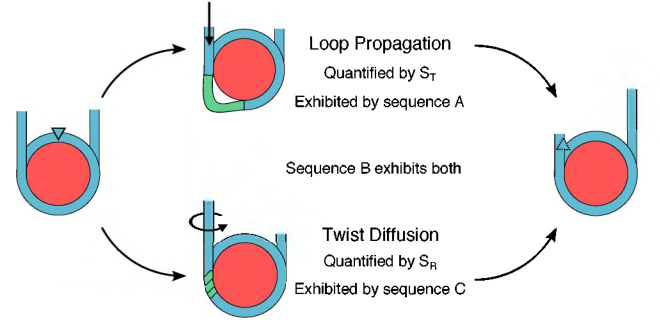 Loop Propagation
Quantified by S_T
Exhibited by sequence A
Sequence B exhibits both
Twist Diffusion
Quantified by S_R
Exhibited by sequence C